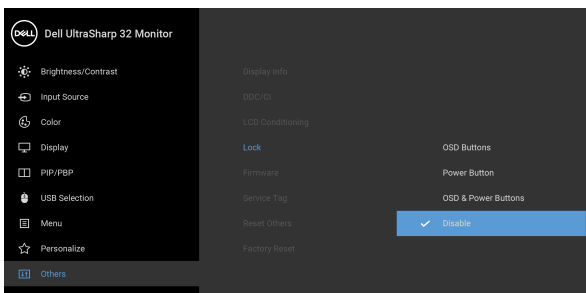 DELL Dell UltraSharp 32 Monitor
Brightness/Contrast
Display Info
Input Source
DDC/CI
Color
LCD Conditioning
Display
Lock
OSD Buttons
PIP/PBP
Firmware
Power Button
USB Selection
Service Tag
OSD & Power Buttons
Menu
Reset Others
Disable
Personalize
Factory Reset
Others